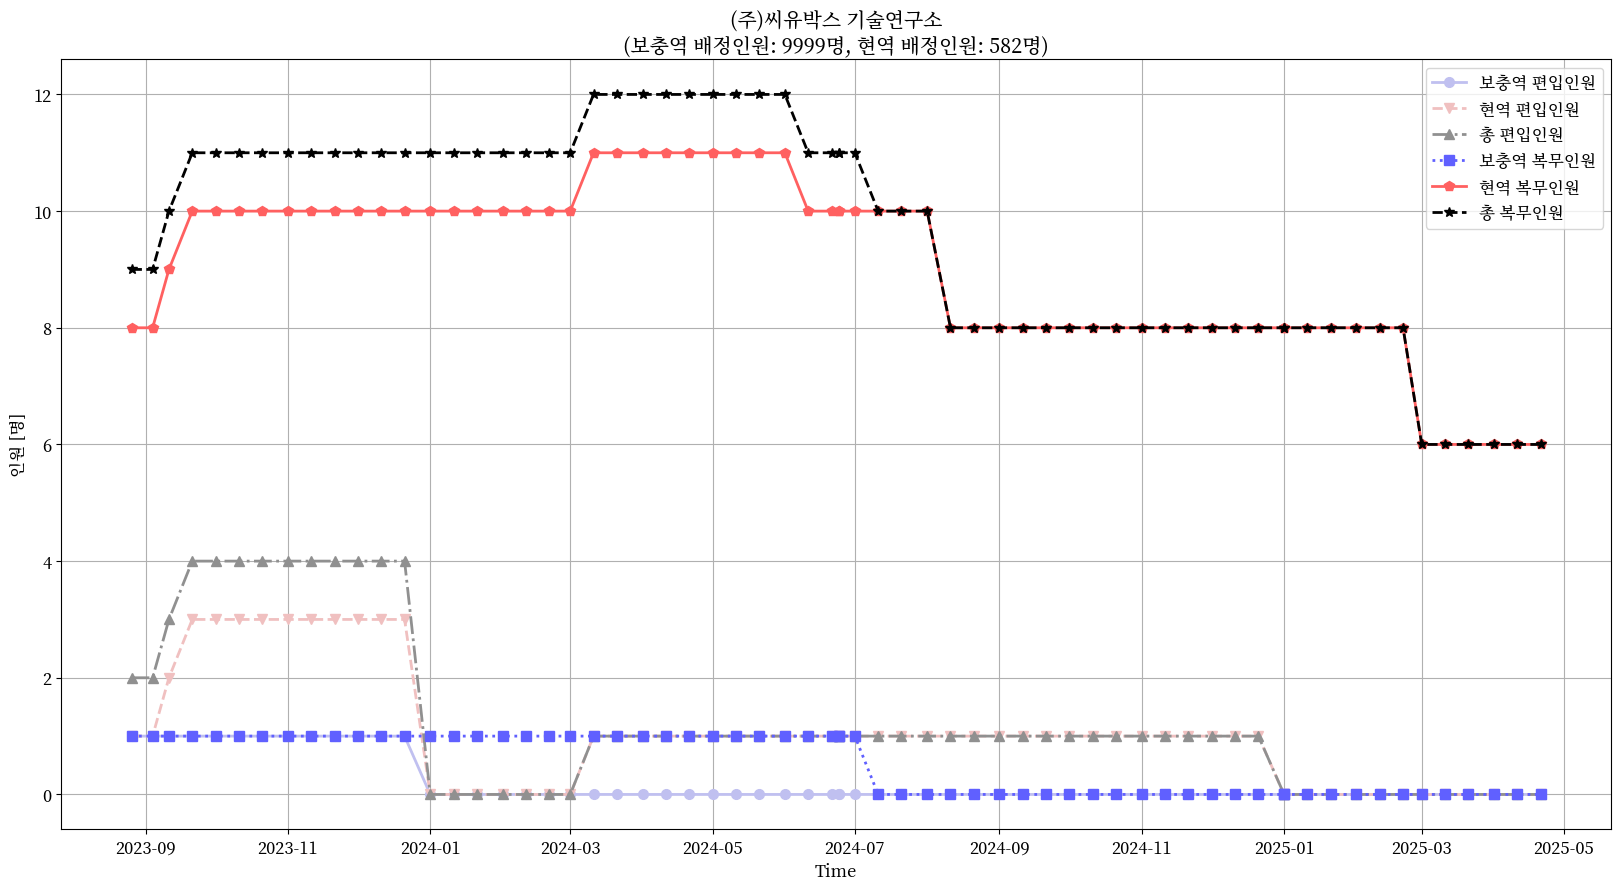 (주)씨유박스 기술연구소
(보충역 배정인원: 9999명, 현역 배정인원: 582명)
보충역 편입인원
현역 편입인원
총 편입인원
보충역 복무인원
현역 복무인원
총 복무인원
인원 [명]
12
10
8
6
4
2
0
2023-09 2023-11 2024-01 2024-03 2024-05 2024-07 2024-09 2024-11 2025-01 2025-03 2025-05
Time